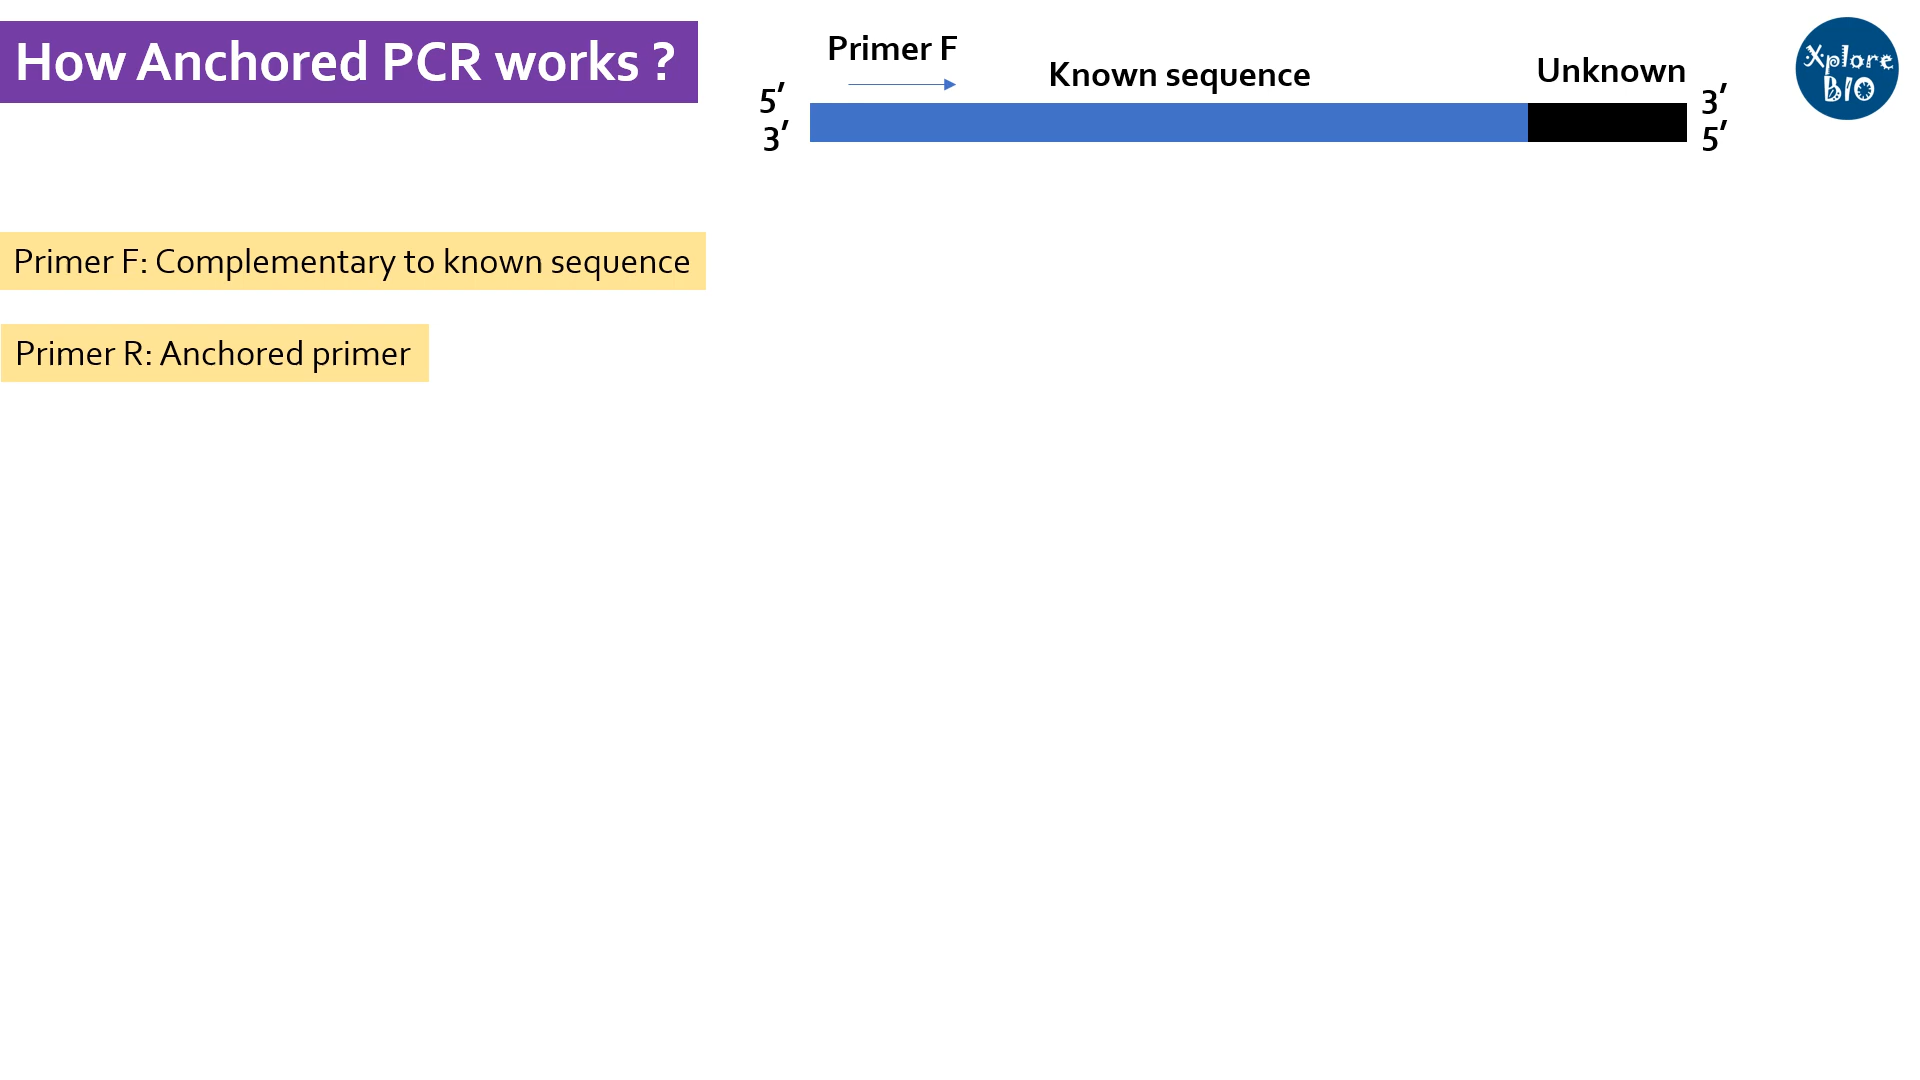 How Anchored PCR works ?
Primer F
Known sequence
Unknown
5’
3’
3’
5’
Xplore
BIO
Primer F: Complementary to known sequence
Primer R: Anchored primer